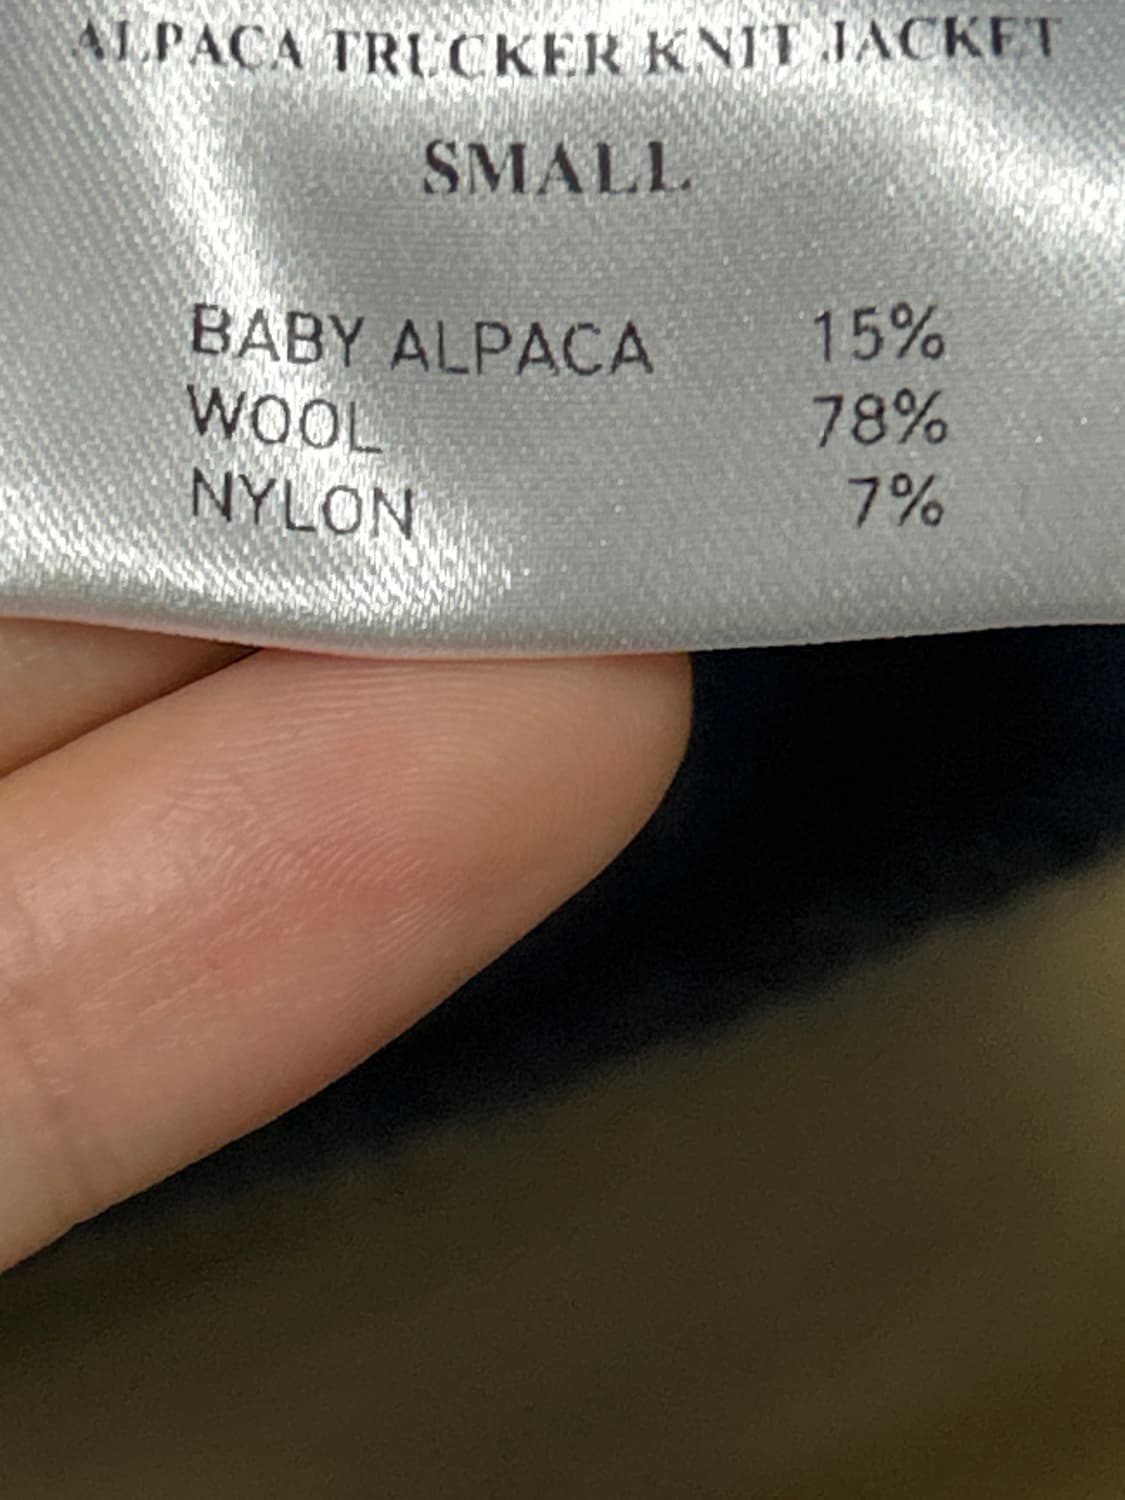 ALPACA TRUCKER KNIT JACKET
SMALL
BABY ALPACA 15%
WOOL 78%
NYLON 7%